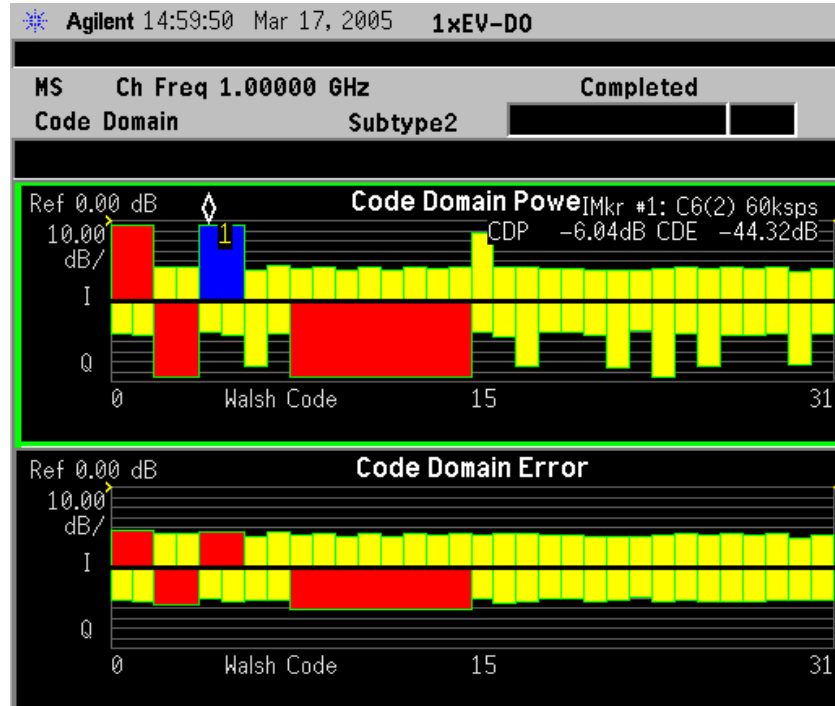 Agilent 14:59:50 Mar 17, 2005 1xEV-DO
MS Ch Freq 1.00000 GHz Completed
Code Domain Subtype2
Ref 0.00 dB Code Domain Powe IMkr #1: C6(2) 60ksps
10.00 1 CDP -6.04dB CDE -44.32dB
dB/
I
Q
0 Walsh Code 15 31
Ref 0.00 dB Code Domain Error
10.00
dB/
I
Q
0 Walsh Code 15 31